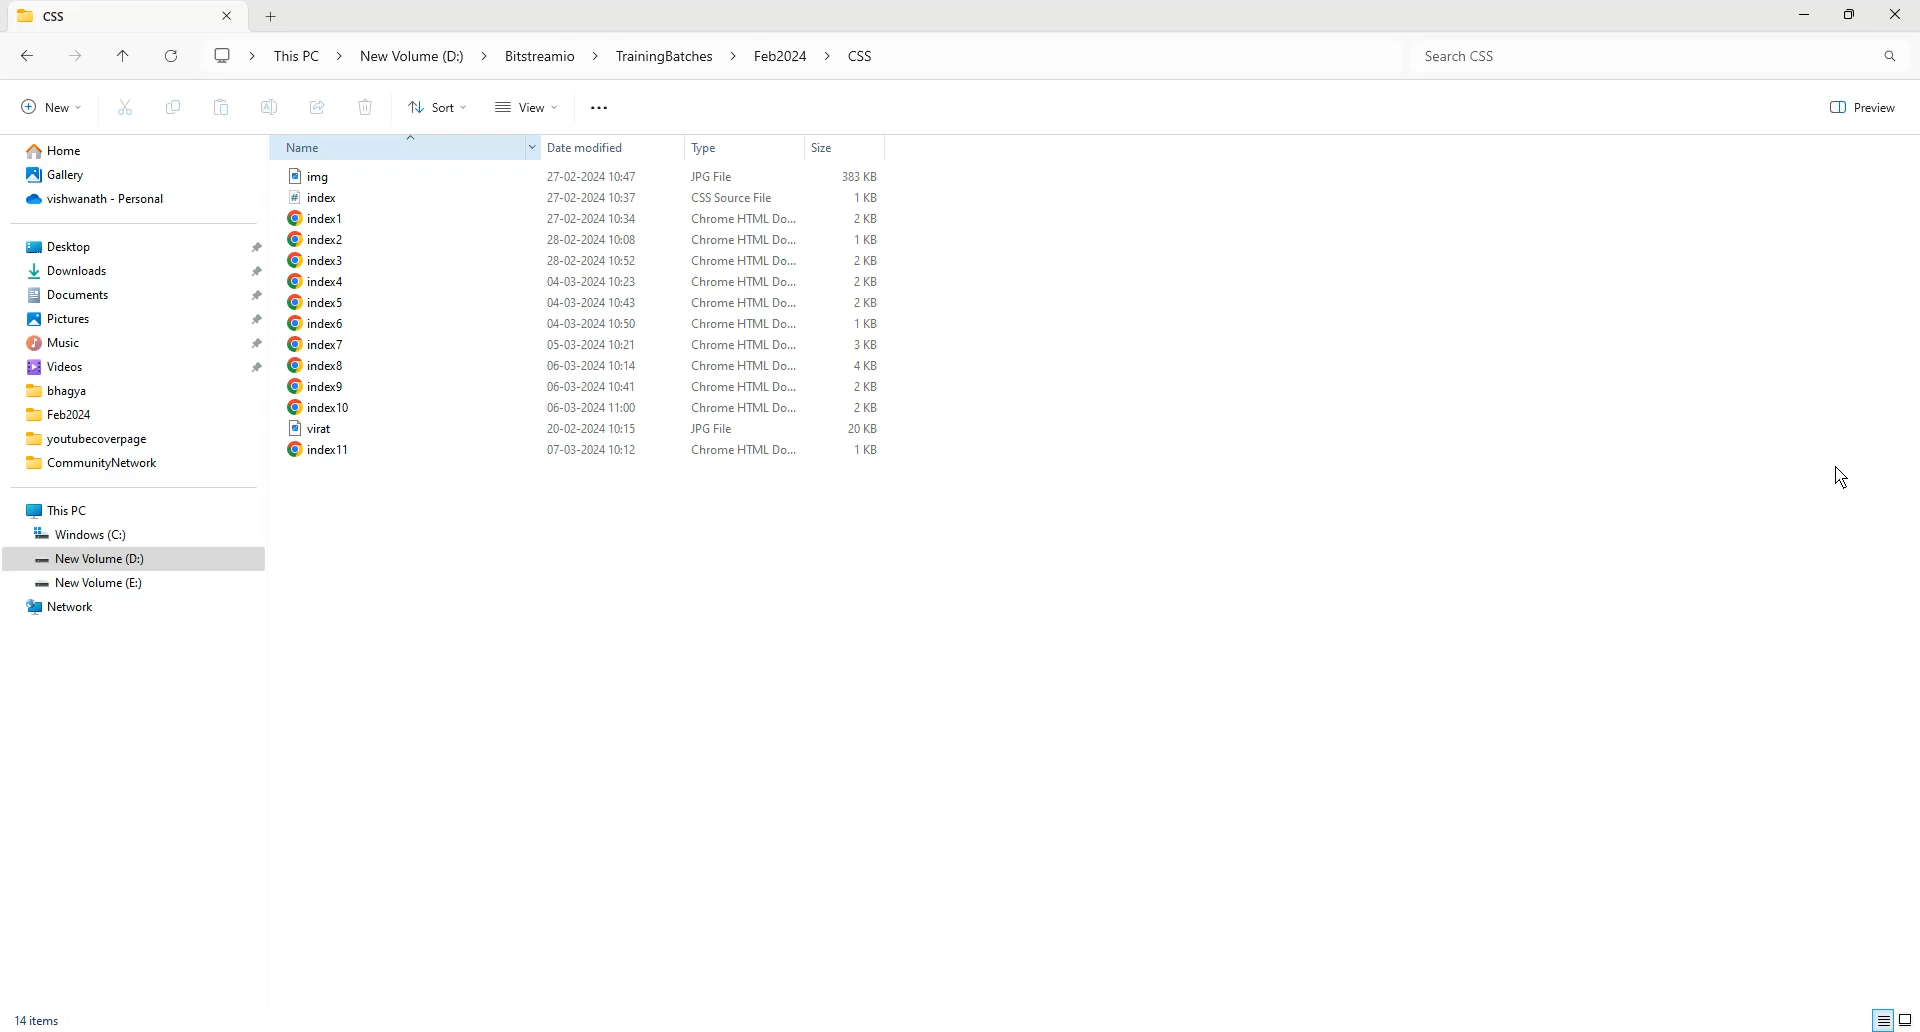 CSS
This PC > New Volume (D:) > Bitstreamio > TrainingBatches > Feb2024 > CSS
Search CSS
New
Sort
View
Preview
Home
Gallery
vishwanath - Personal
Desktop
Downloads
Documents
Pictures
Music
Videos
bhagya
Feb2024
youtubecoverpage
CommunityNetwork
This PC
Windows (C:)
New Volume (D:)
New Volume (E:)
Network
Name Date modified Type Size
img 27-02-2024 10:47 JPG File 383 KB
index 27-02-2024 10:37 CSS Source File 1 KB
index1 27-02-2024 10:34 Chrome HTML Do... 2 KB
index2 28-02-2024 10:08 Chrome HTML Do... 1 KB
index3 28-02-2024 10:52 Chrome HTML Do... 2 KB
index4 04-03-2024 10:23 Chrome HTML Do... 2 KB
index5 04-03-2024 10:43 Chrome HTML Do... 2 KB
index6 04-03-2024 10:50 Chrome HTML Do... 1 KB
index7 05-03-2024 10:21 Chrome HTML Do... 3 KB
index8 06-03-2024 10:14 Chrome HTML Do... 4 KB
index9 06-03-2024 10:41 Chrome HTML Do... 2 KB
index10 06-03-2024 11:00 Chrome HTML Do... 2 KB
virat 20-02-2024 10:15 JPG File 20 KB
index11 07-03-2024 10:12 Chrome HTML Do... 1 KB
14 items